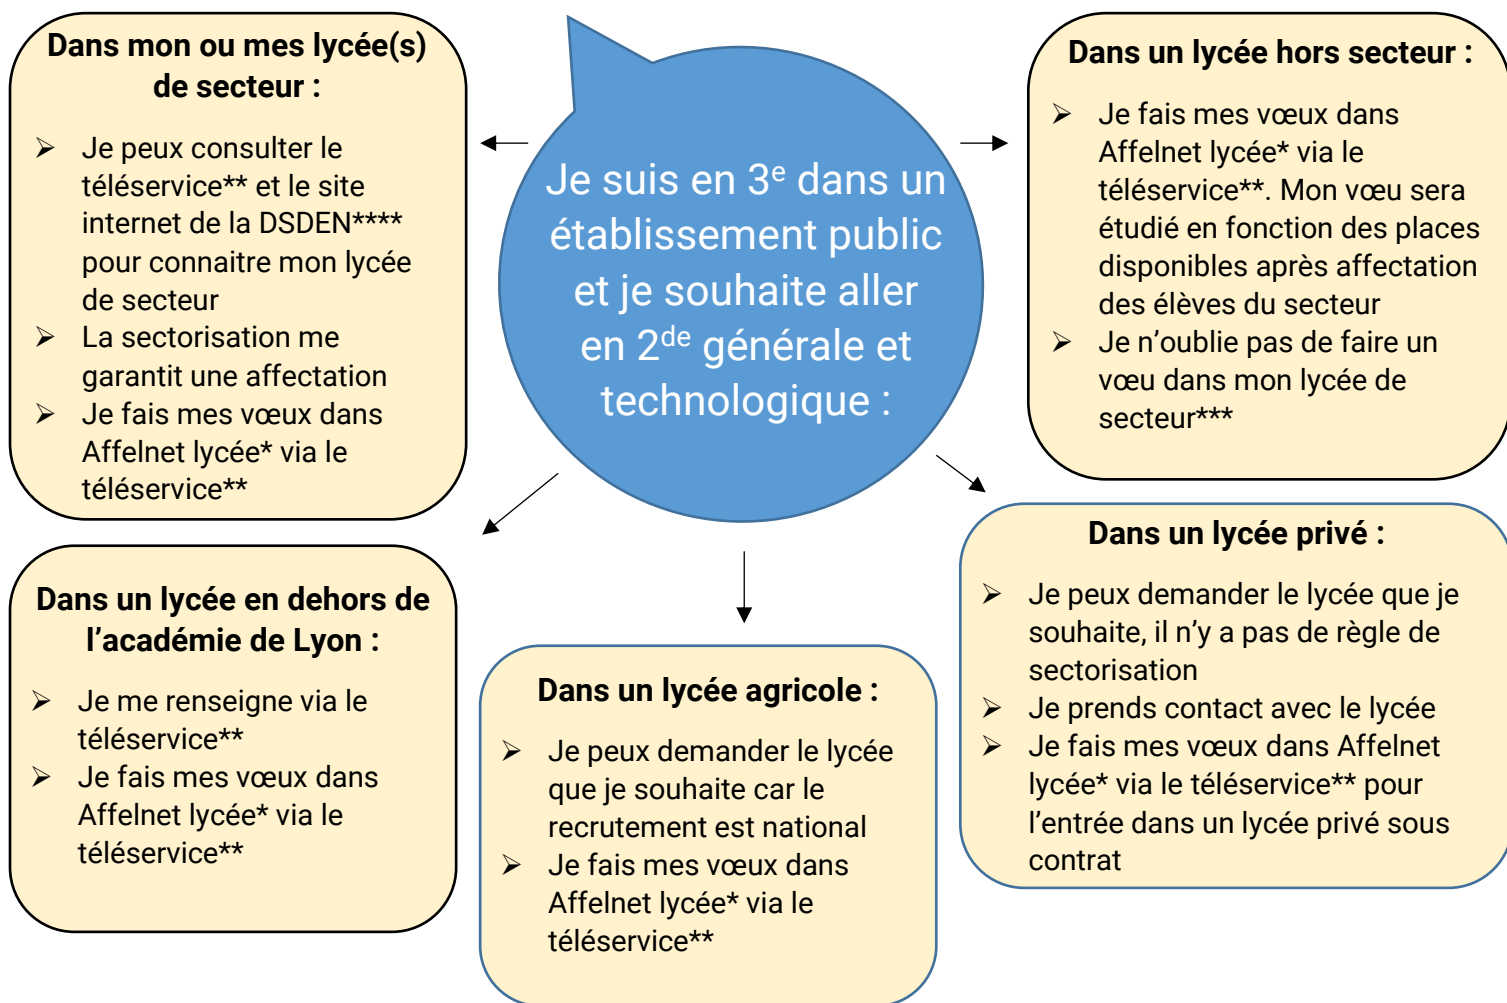 Dans mon ou mes lycée(s)
de secteur :
➢ Je peux consulter le
téléservice** et le site
internet de la DSDEN****
pour connaitre mon lycée
de secteur
➢ La sectorisation me
garantit une affectation
➢ Je fais mes vœux dans
Affelnet lycée* via le
téléservice**
Je suis en 3e dans un
établissement public
et je souhaite aller
en 2de générale et
technologique :
Dans un lycée hors secteur :
➢ Je fais mes vœux dans
Affelnet lycée* via le
téléservice**. Mon vœu sera
étudié en fonction des places
disponibles après affectation
des élèves du secteur
➢ Je n’oublie pas de faire un
vœu dans mon lycée de
secteur***
Dans un lycée en dehors de
l’académie de Lyon :
➢ Je me renseigne via le
téléservice**
➢ Je fais mes vœux dans
Affelnet lycée* via le
téléservice**
Dans un lycée agricole :
➢ Je peux demander le lycée
que je souhaite car le
recrutement est national
➢ Je fais mes vœux dans
Affelnet lycée* via le
téléservice**
Dans un lycée privé :
➢ Je peux demander le lycée que je
souhaite, il n’y a pas de règle de
sectorisation
➢ Je prends contact avec le lycée
➢ Je fais mes vœux dans Affelnet
lycée* via le téléservice** pour
l’entrée dans un lycée privé sous
contrat